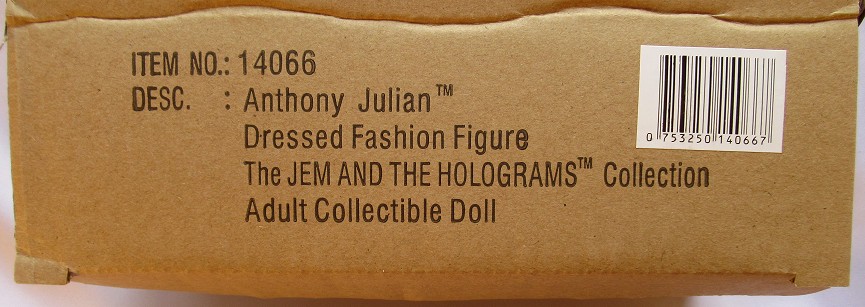 ITEM NO.: 14066
DESC. : Anthony Julian™
Dressed Fashion Figure
The JEM AND THE HOLOGRAMS™ Collection
Adult Collectible Doll
0 753250 140667